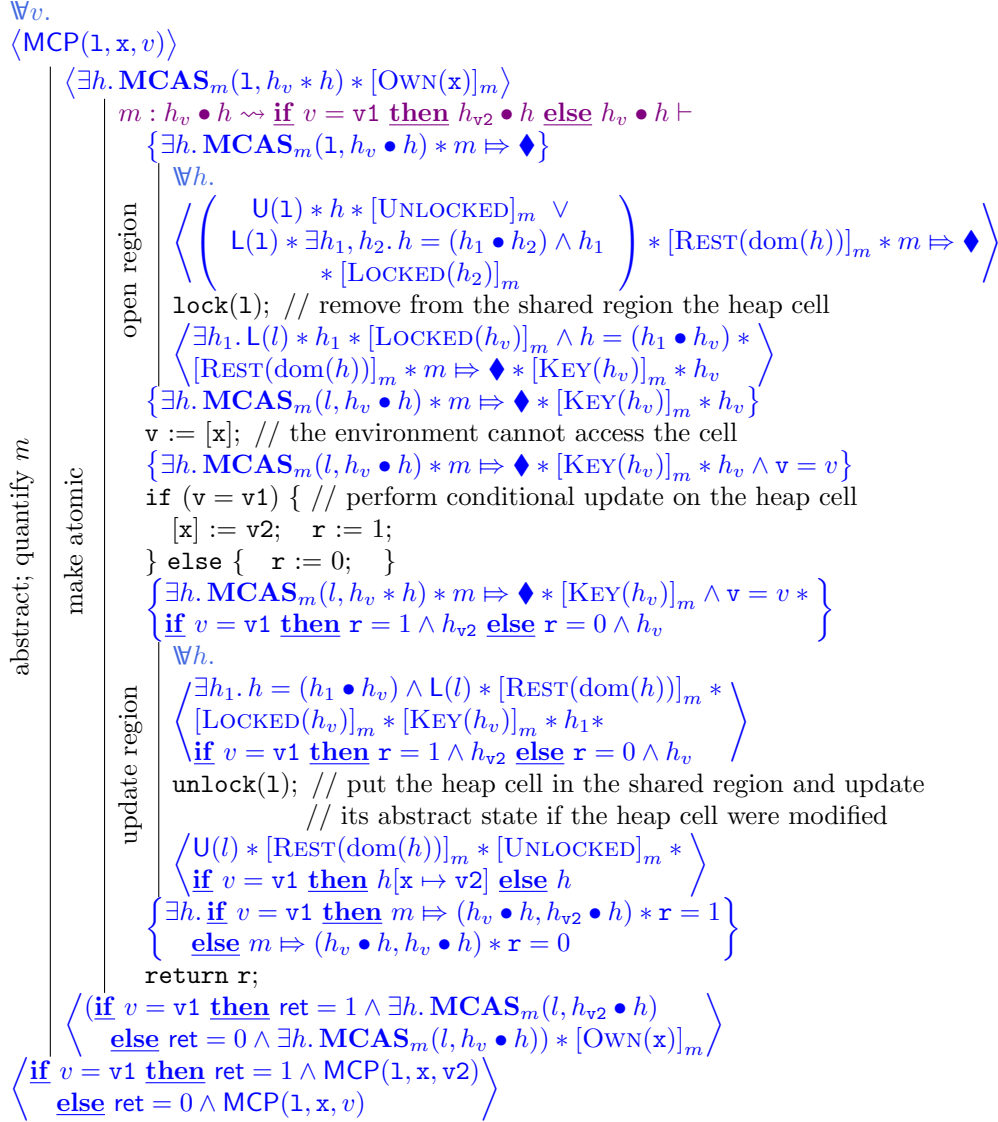 ⩔v.
⟨MCP(l, x, v)⟩
abstract; quantify m
⟨∃h. MCAS_m(l, h_v ∗ h) ∗ [OWN(x)]_m⟩
make atomic
m : h_v • h ⇝ if v = v1 then h_v2 • h else h_v • h ⊢
{∃h. MCAS_m(l, h_v • h) ∗ m ⤇ ♦}
open region
⩔h.
U(l) ∗ h ∗ [UNLOCKED]_m ∨
⟨( L(l) ∗ ∃h_1, h_2. h = (h_1 • h_2) ∧ h_1 ) ∗ [REST(dom(h))]_m ∗ m ⤇ ♦⟩
∗ [LOCKED(h_2)]_m
lock(l); // remove from the shared region the heap cell
⟨∃h_1. L(l) ∗ h_1 ∗ [LOCKED(h_v)]_m ∧ h = (h_1 • h_v) ∗
[REST(dom(h))]_m ∗ m ⤇ ♦ ∗ [KEY(h_v)]_m ∗ h_v⟩
{∃h. MCAS_m(l, h_v • h) ∗ m ⤇ ♦ ∗ [KEY(h_v)]_m ∗ h_v}
v := [x]; // the environment cannot access the cell
{∃h. MCAS_m(l, h_v • h) ∗ m ⤇ ♦ ∗ [KEY(h_v)]_m ∗ h_v ∧ v = v}
if (v = v1) { // perform conditional update on the heap cell
[x] := v2; r := 1;
} else { r := 0; }
{∃h. MCAS_m(l, h_v ∗ h) ∗ m ⤇ ♦ ∗ [KEY(h_v)]_m ∧ v = v ∗
if v = v1 then r = 1 ∧ h_v2 else r = 0 ∧ h_v}
update region
⩔h.
⟨∃h_1. h = (h_1 • h_v) ∧ L(l) ∗ [REST(dom(h))]_m ∗
[LOCKED(h_v)]_m ∗ [KEY(h_v)]_m ∗ h_1∗
if v = v1 then r = 1 ∧ h_v2 else r = 0 ∧ h_v⟩
unlock(l); // put the heap cell in the shared region and update
// its abstract state if the heap cell were modified
⟨U(l) ∗ [REST(dom(h))]_m ∗ [UNLOCKED]_m ∗
if v = v1 then h[x ↦ v2] else h⟩
{∃h. if v = v1 then m ⤇ (h_v • h, h_v2 • h) ∗ r = 1
else m ⤇ (h_v • h, h_v • h) ∗ r = 0}
return r;
⟨(if v = v1 then ret = 1 ∧ ∃h. MCAS_m(l, h_v2 • h)
else ret = 0 ∧ ∃h. MCAS_m(l, h_v • h)) ∗ [OWN(x)]_m⟩
⟨if v = v1 then ret = 1 ∧ MCP(l, x, v2)
else ret = 0 ∧ MCP(l, x, v)⟩